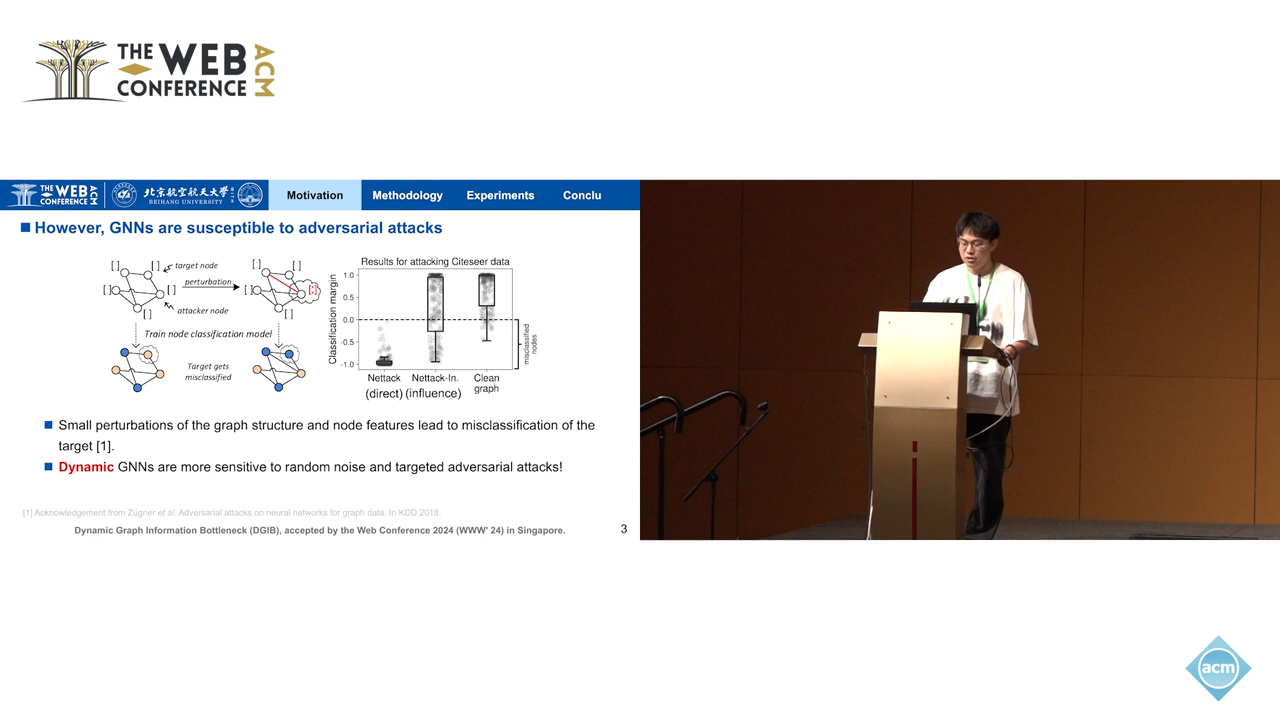 THE WEB CONFERENCE ACM
THE WEB CONFERENCE ACM
北京航空航天大学
BEIHANG UNIVERSITY
Motivation
Methodology
Experiments
Conclu
However, GNNs are susceptible to adversarial attacks
target node
perturbation
attacker node
Train node classification model
Target gets
misclassified
Results for attacking Citeseer data
Classification margin
1.0
0.5
0.0
-0.5
-1.0
misclassified
nodes
Nettack
(direct)
Nettack-In.
(influence)
Clean
graph
Small perturbations of the graph structure and node features lead to misclassification of the
target [1].
Dynamic GNNs are more sensitive to random noise and targeted adversarial attacks!
[1] Acknowledgement from Zügner et al. Adversarial attacks on neural networks for graph data. In KDD 2018.
Dynamic Graph Information Bottleneck (DGIB), accepted by the Web Conference 2024 (WWW' 24) in Singapore.
3
acm